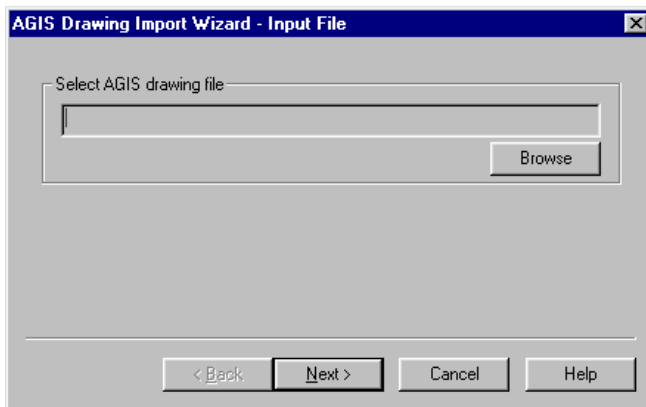 AGIS Drawing Import Wizard - Input File
Select AGIS drawing file
Browse
< Back Next > Cancel Help